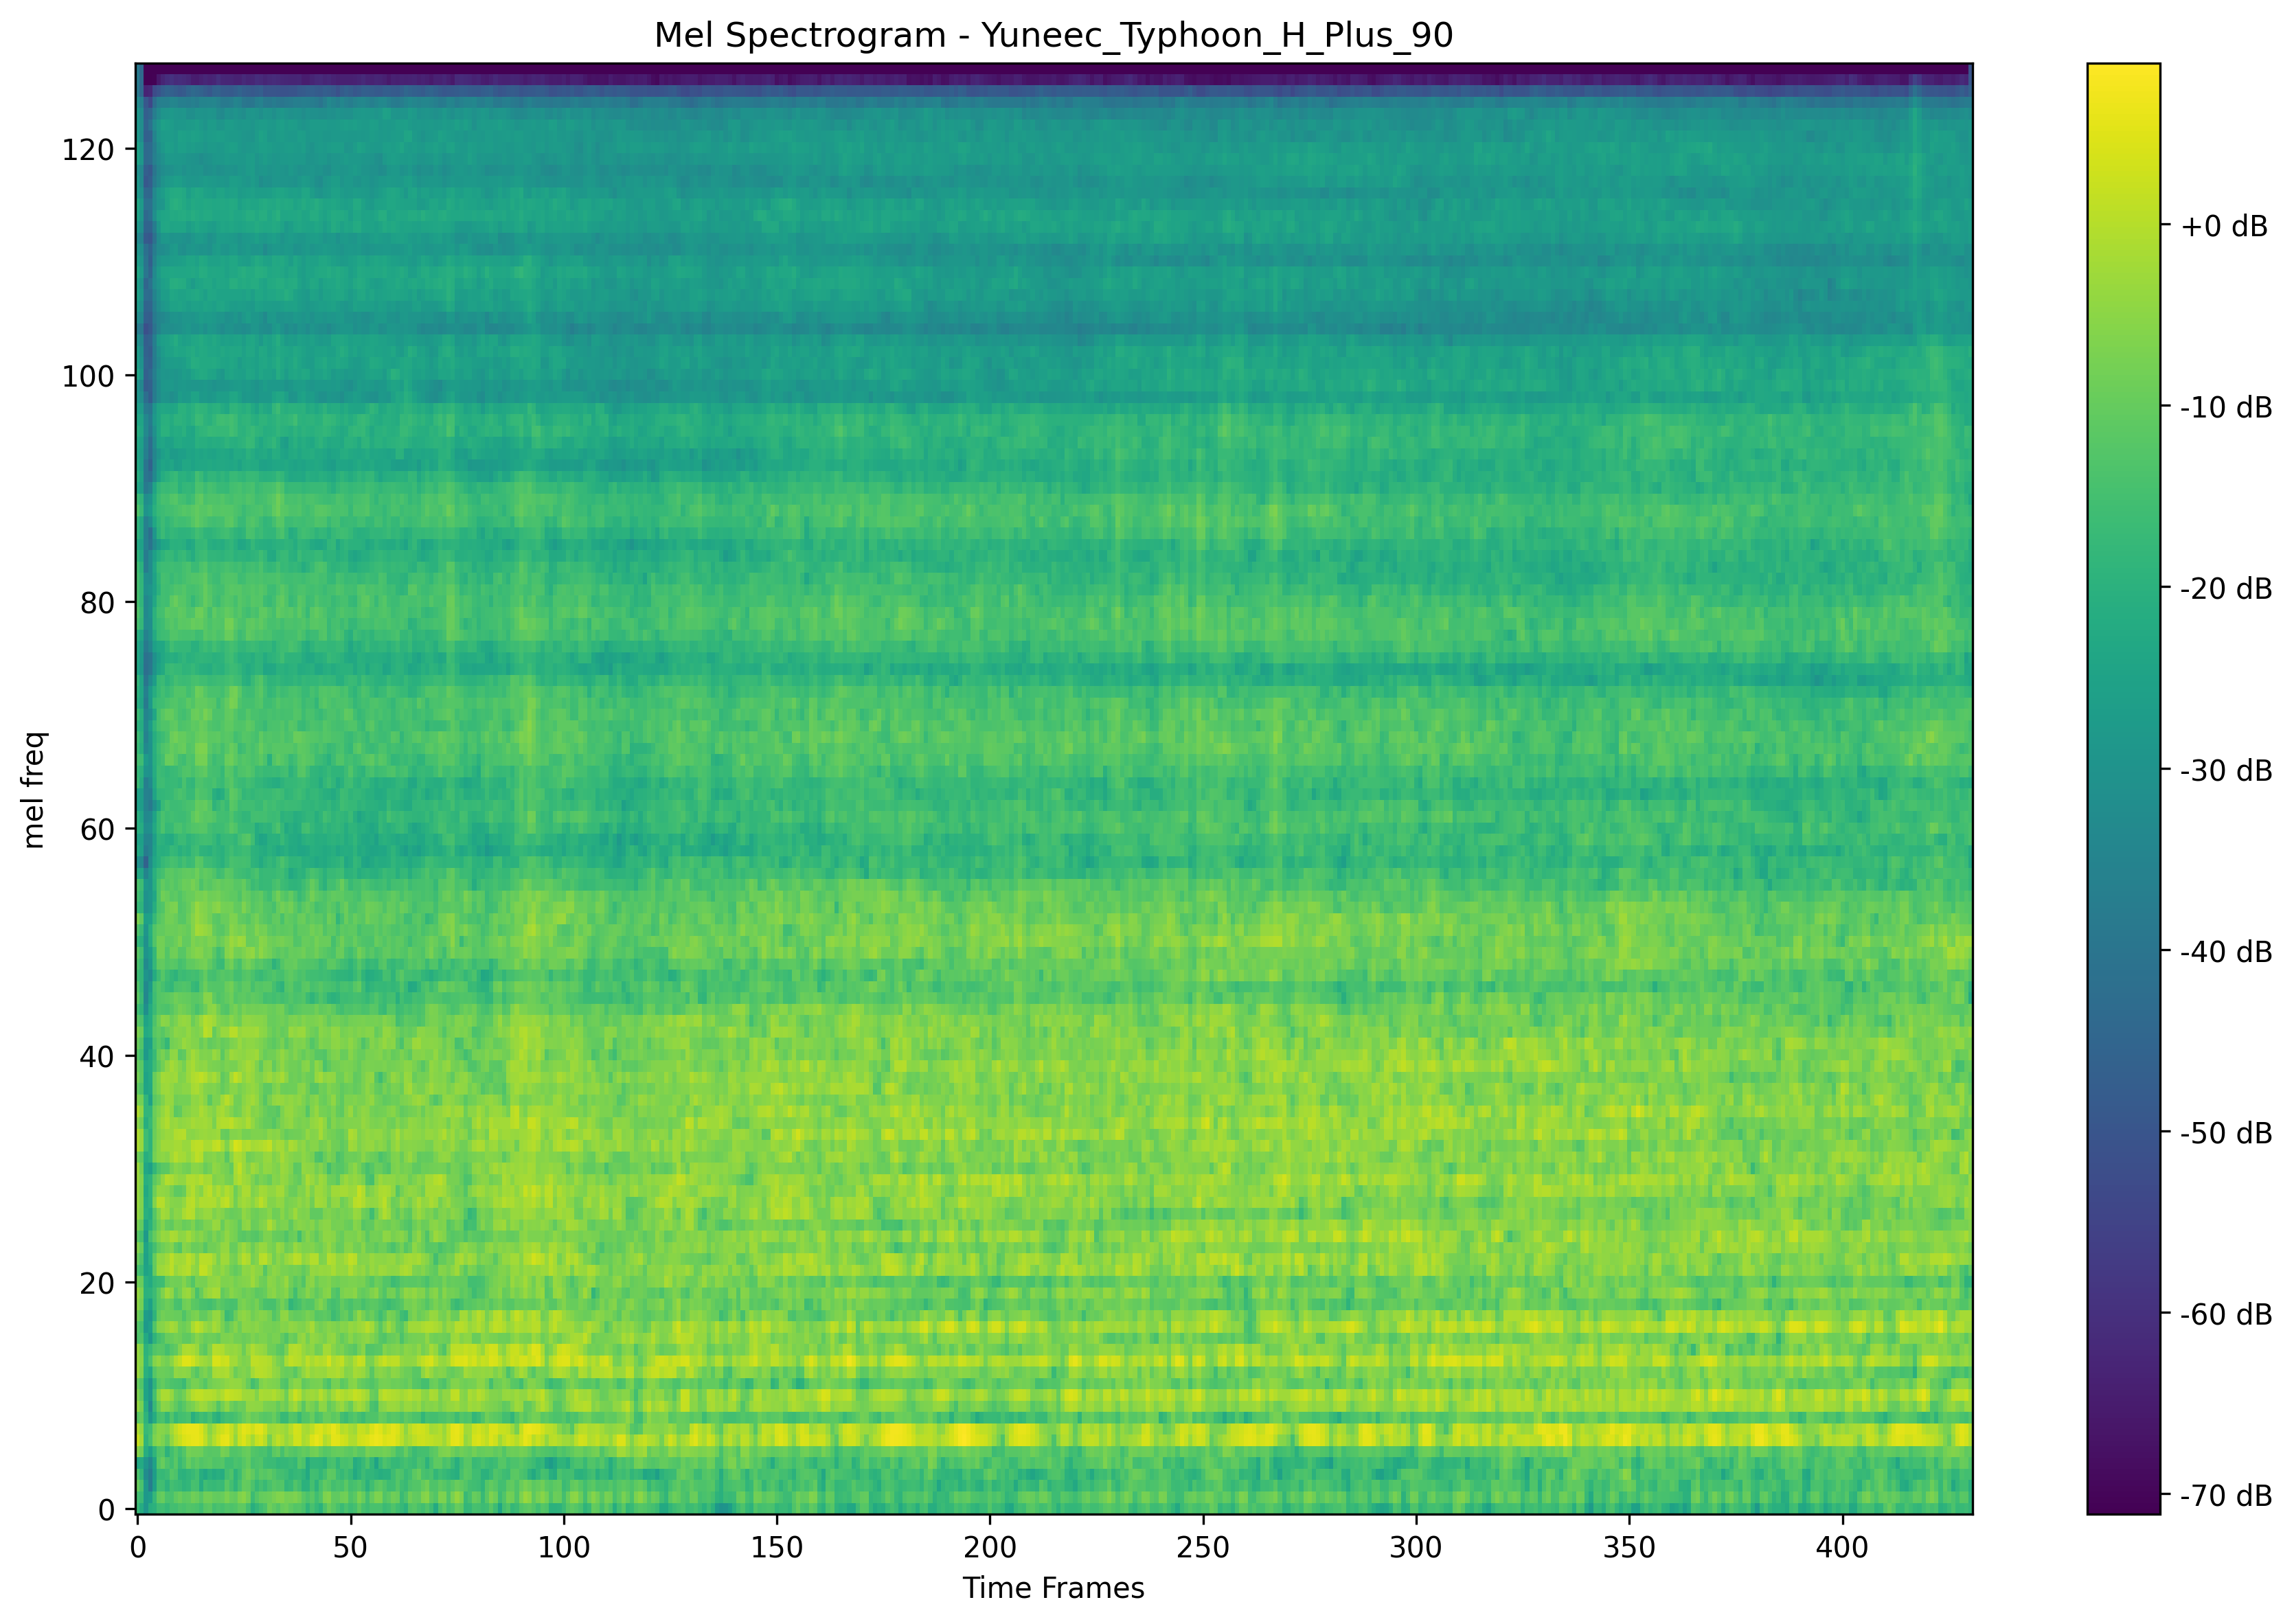 Mel Spectrogram - Yuneec_Typhoon_H_Plus_90
mel freq
120
100
80
60
40
20
0
0 50 100 150 200 250 300 350 400
Time Frames
+0 dB
-10 dB
-20 dB
-30 dB
-40 dB
-50 dB
-60 dB
-70 dB